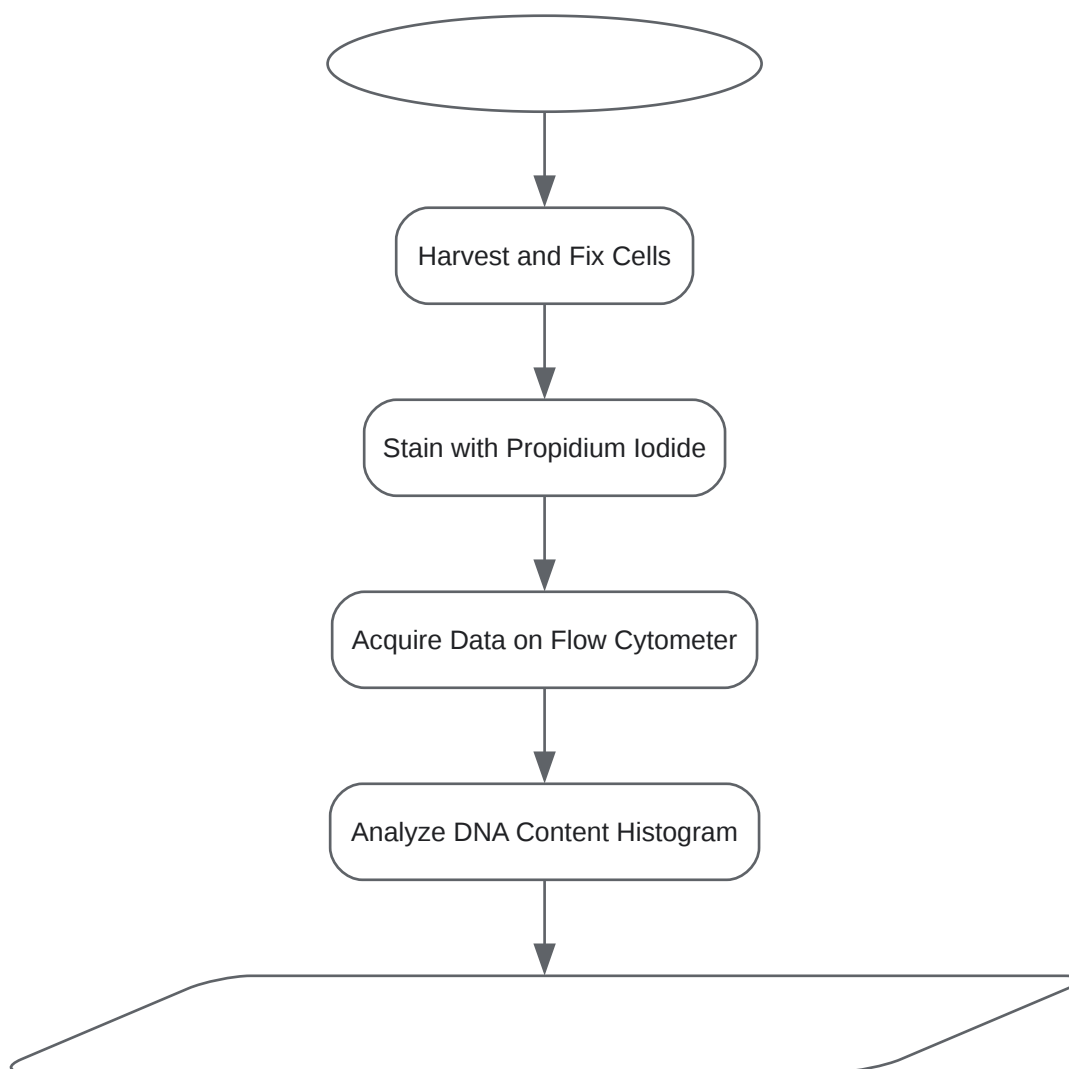 Harvest and Fix Cells
Stain with Propidium Iodide
Acquire Data on Flow Cytometer
Analyze DNA Content Histogram